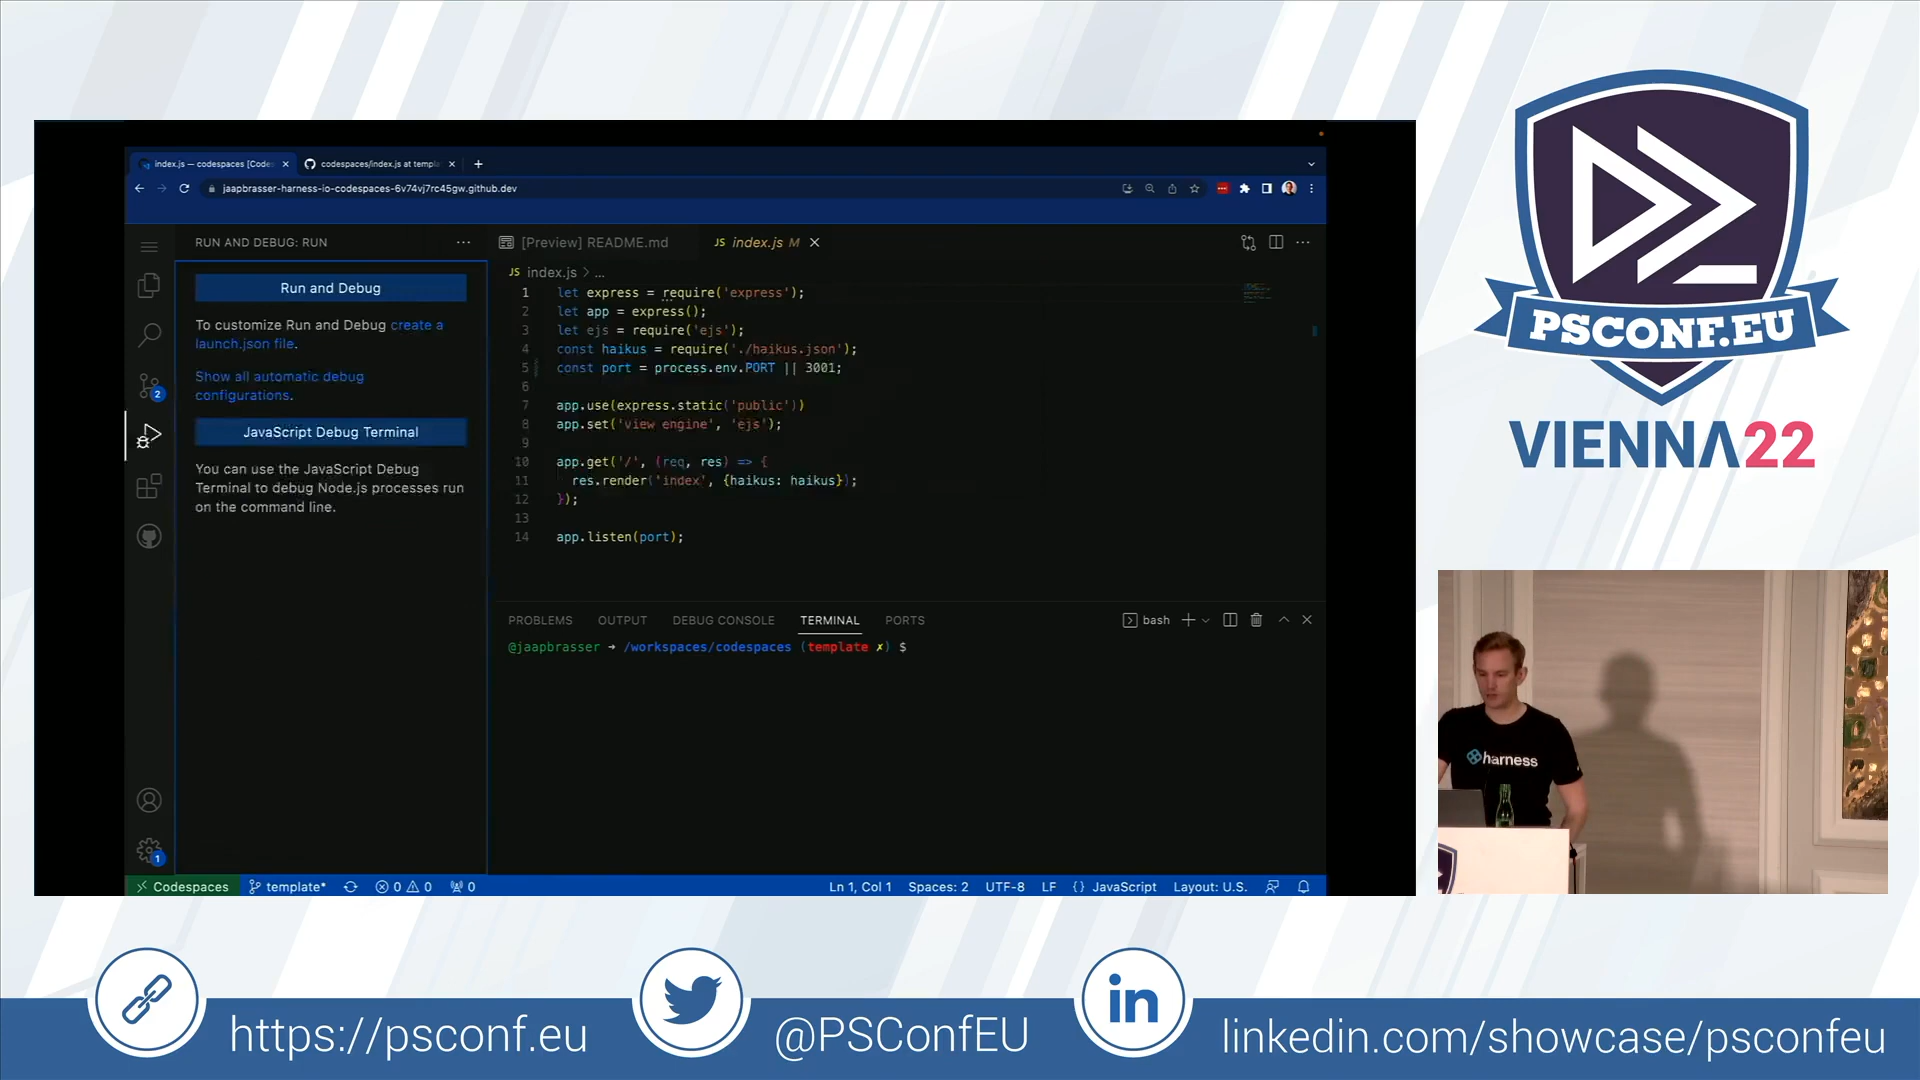 index.js — codespaces [Codes
codespaces/index.js at templa
jaapbrasser-harness-io-codespaces-6v74vj7rc45gw.github.dev
RUN AND DEBUG: RUN
Run and Debug
To customize Run and Debug create a
launch.json file.
Show all automatic debug
configurations.
JavaScript Debug Terminal
You can use the JavaScript Debug
Terminal to debug Node.js processes run
on the command line.
2
1
[Preview] README.md
JS index.js M
JS index.js > ...
1 let express = require('express');
2 let app = express();
3 let ejs = require('ejs');
4 const haikus = require('./haikus.json');
5 const port = process.env.PORT || 3001;
6
7 app.use(express.static('public'))
8 app.set('view engine', 'ejs');
9
10 app.get('/', (req, res) => {
11 res.render('index', {haikus: haikus});
12 });
13
14 app.listen(port);
PROBLEMS OUTPUT DEBUG CONSOLE TERMINAL PORTS
bash
@jaapbrasser ➜ /workspaces/codespaces (template ✗) $
Codespaces template* 0 0 0
Ln 1, Col 1 Spaces: 2 UTF-8 LF {} JavaScript Layout: U.S.
PSCONF.EU
VIENNA22
harness
https://psconf.eu
@PSConfEU
in
linkedin.com/showcase/psconfeu